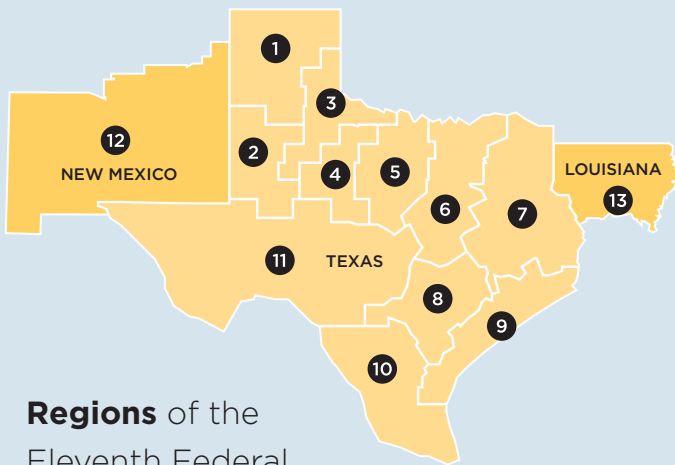 1
3
12
NEW MEXICO
2
4
5
LOUISIANA
13
6
7
11
TEXAS
8
9
10
Regions of the
Eleventh Federal